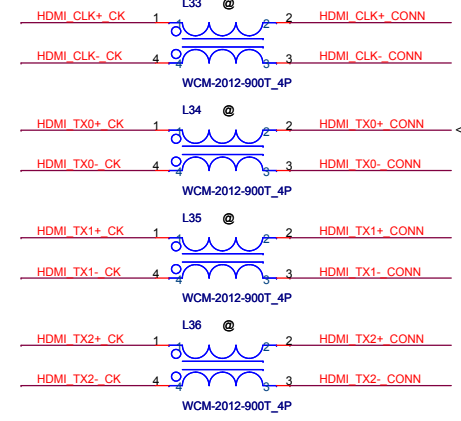 L33 @
HDMI_CLK+_CK 1 1 2 2 HDMI_CLK+_CONN
HDMI_CLK-_CK 4 4 3 3 HDMI_CLK-_CONN
WCM-2012-900T_4P
L34 @
HDMI_TX0+_CK 1 1 2 2 HDMI_TX0+_CONN
HDMI_TX0-_CK 4 4 3 3 HDMI_TX0-_CONN
WCM-2012-900T_4P
L35 @
HDMI_TX1+_CK 1 1 2 2 HDMI_TX1+_CONN
HDMI_TX1-_CK 4 4 3 3 HDMI_TX1-_CONN
WCM-2012-900T_4P
L36 @
HDMI_TX2+_CK 1 1 2 2 HDMI_TX2+_CONN
HDMI_TX2-_CK 4 4 3 3 HDMI_TX2-_CONN
WCM-2012-900T_4P